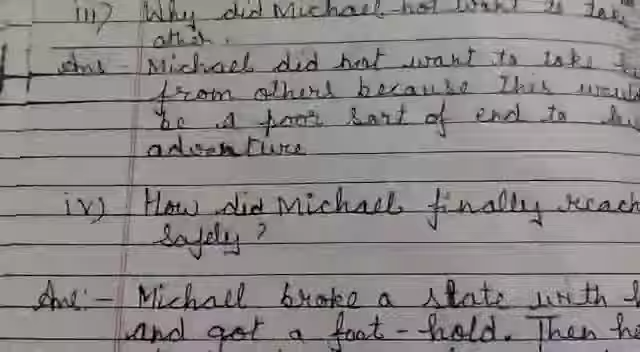 iii) Why did Michael not want to
other.
Ans - Michael did not want to take
from others because this would
be a poor sort of end to
adventure
iv) How did Michael finally reach
safely?
Ans:- Michael broke a slate with
and got a foot-hold. Then he